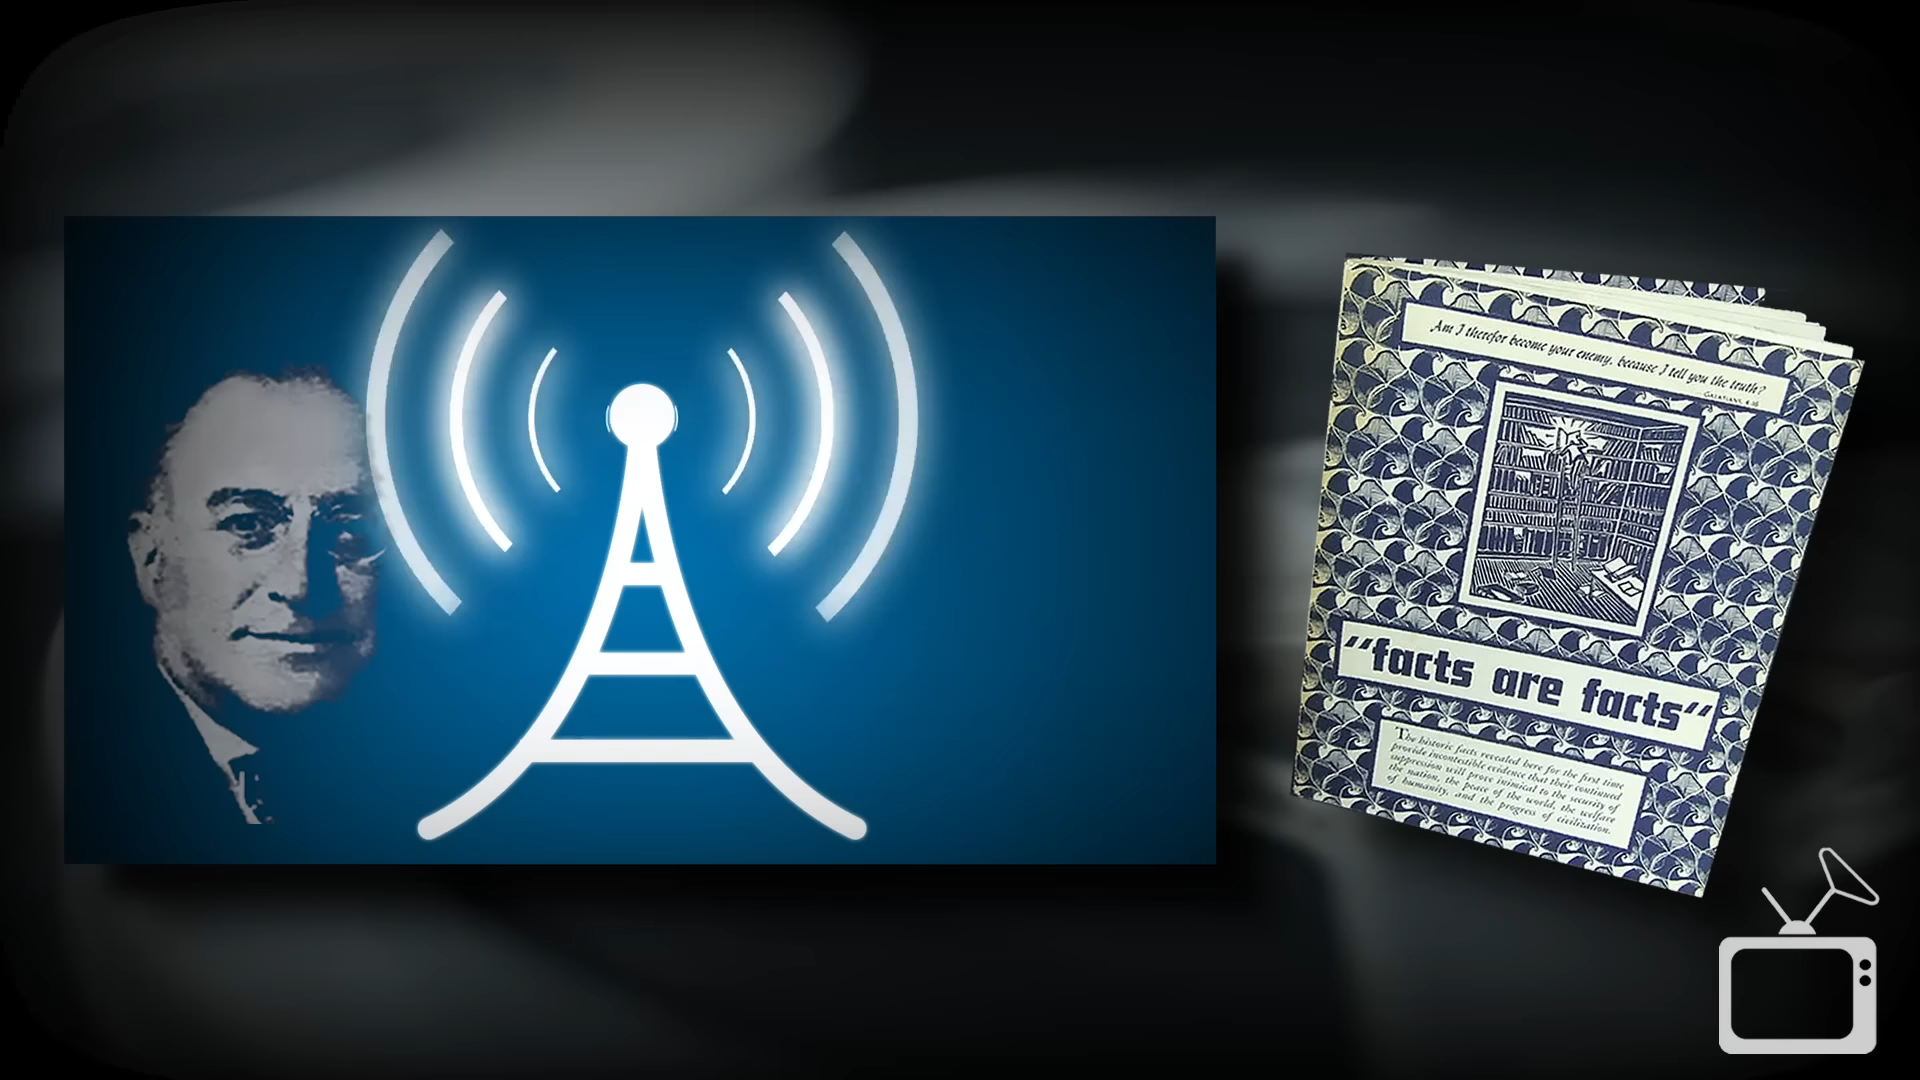 Am I therefor become your enemy, because I tell you the truth?
GALATIANS, 4:16
“facts are facts“
The historic facts revealed here for the first time
provide incontestible evidence that their continued
suppression will prove inimical to the security of
the nation, the peace of the world, the welfare
of humanity, and the progress of civilization.